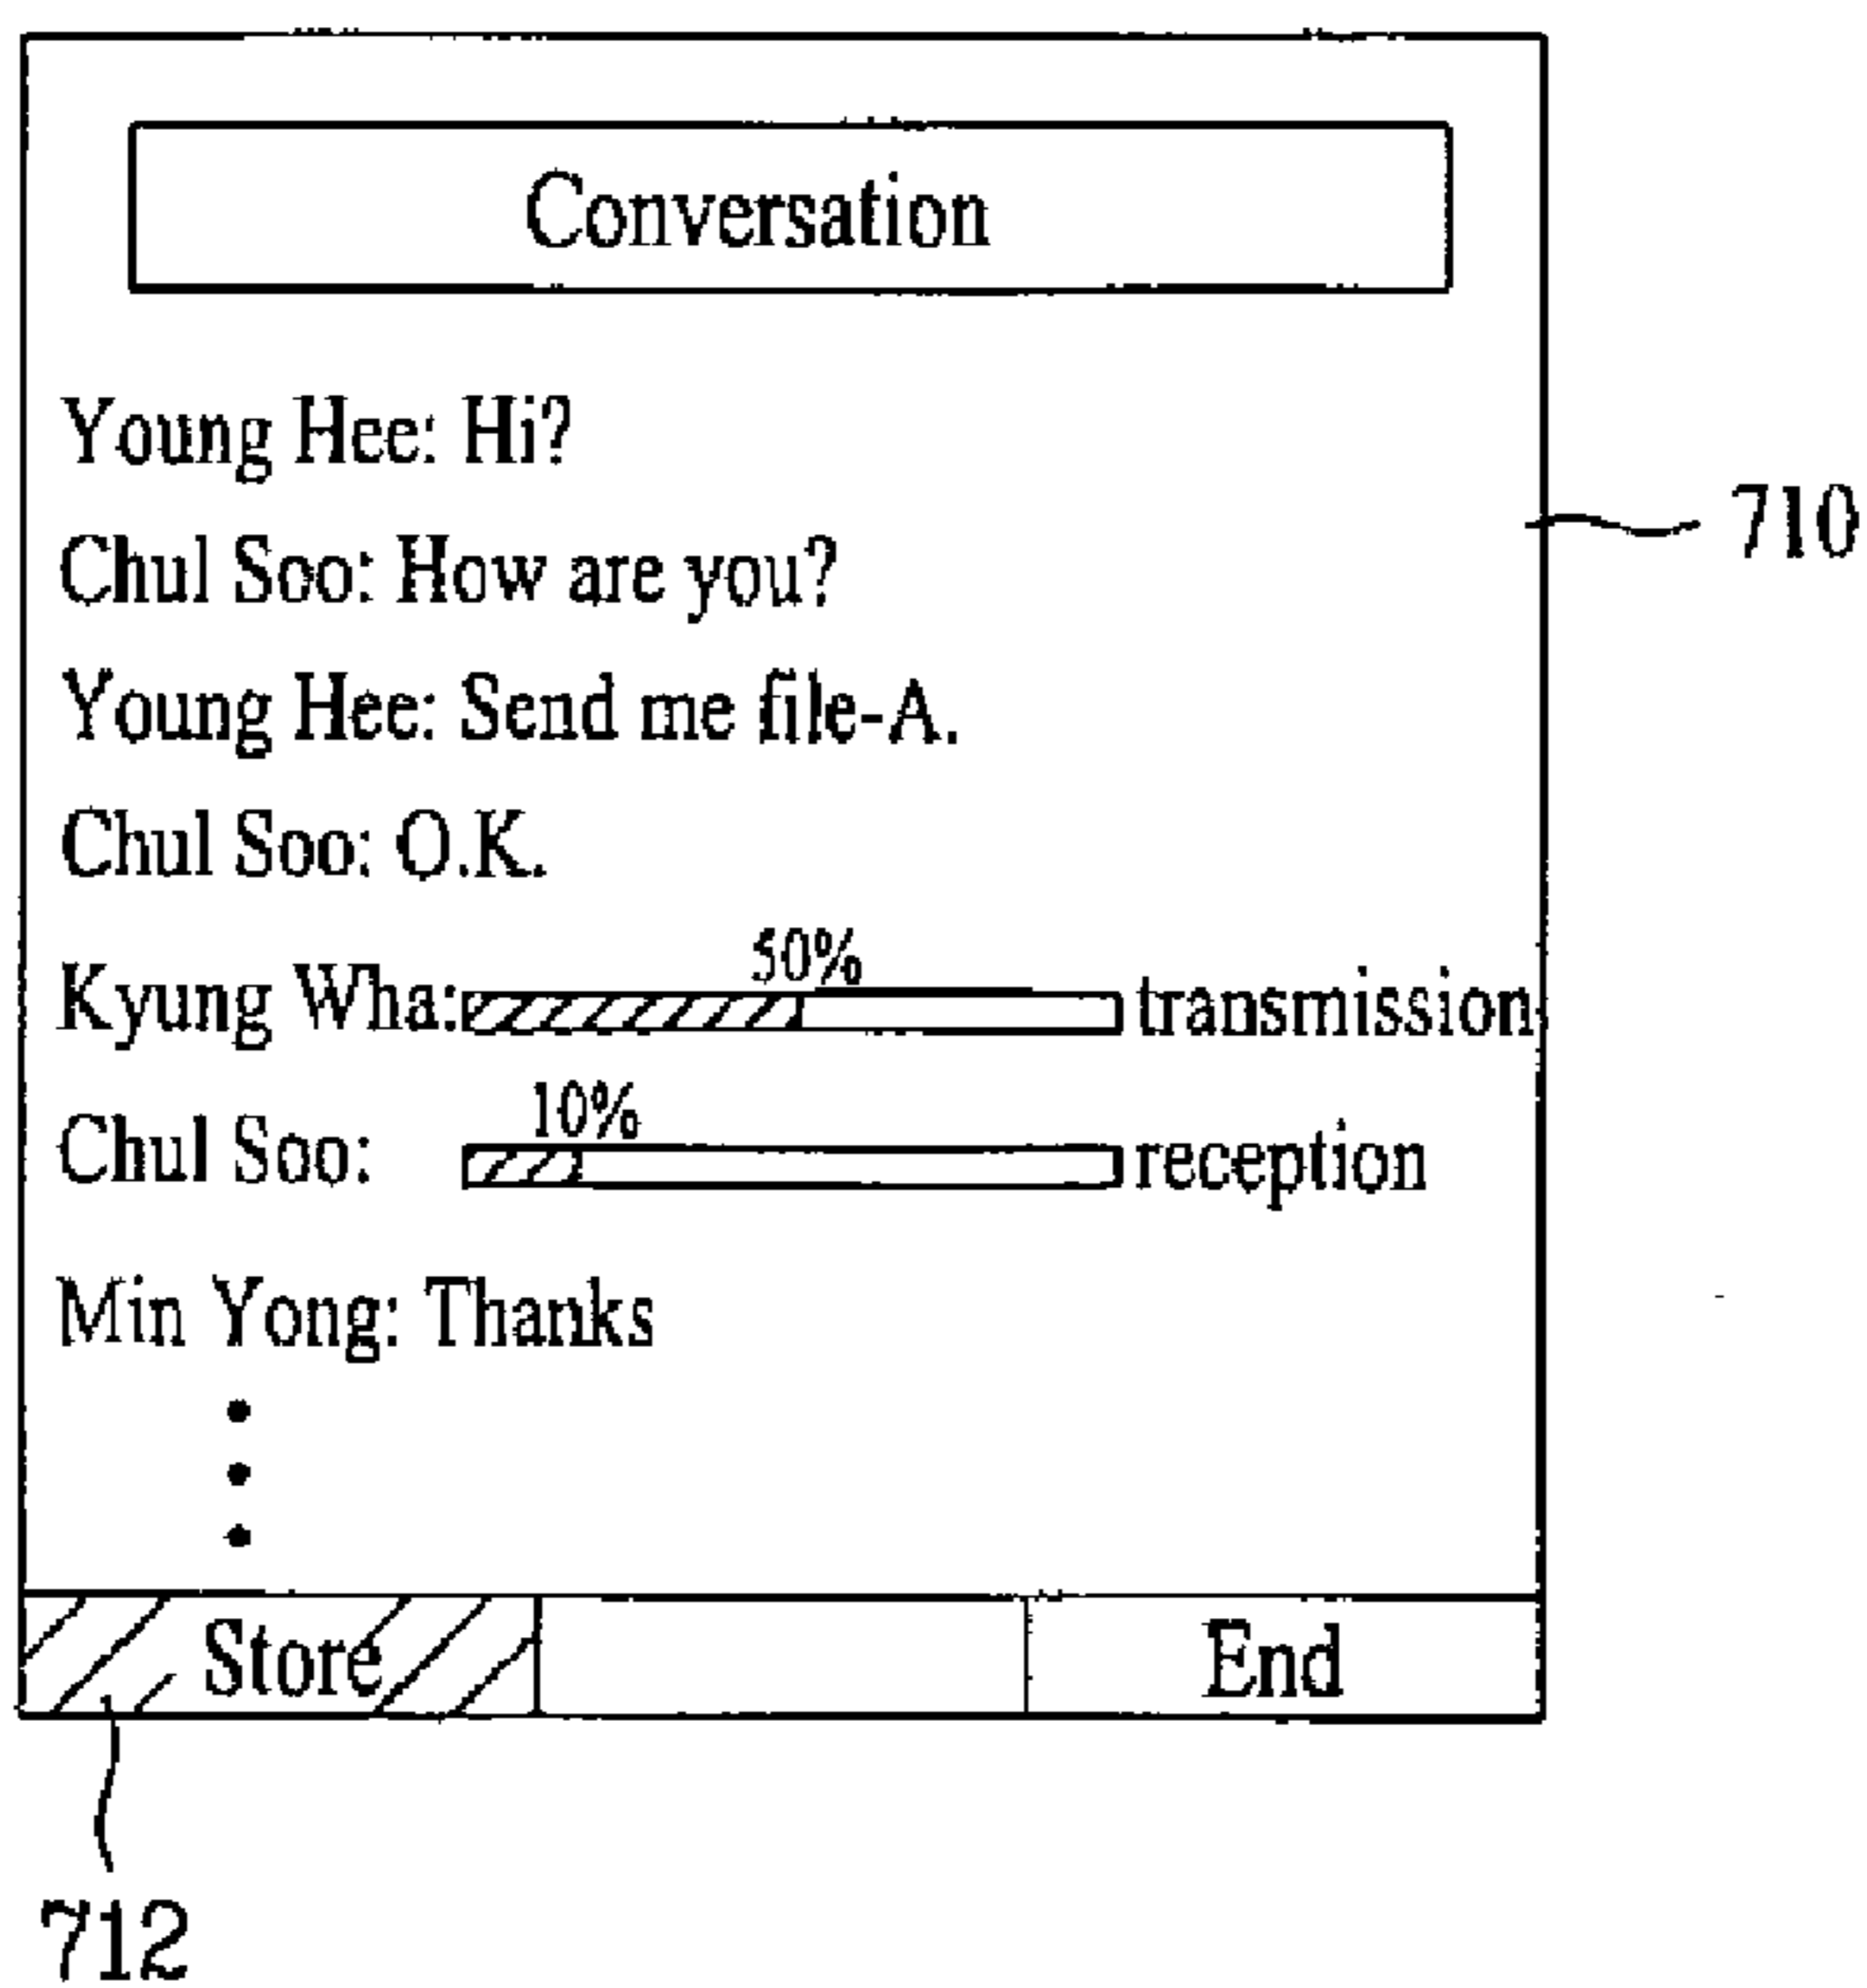 Conversation
Young Hee: Hi?
710
Chul Soo: How are you?
Young Hee: Send me file-A.
Chul Soo: O.K.
50%
Kyung Wha: transmission
10%
Chul Soo: reception
Min Yong: Thanks
Store End
712